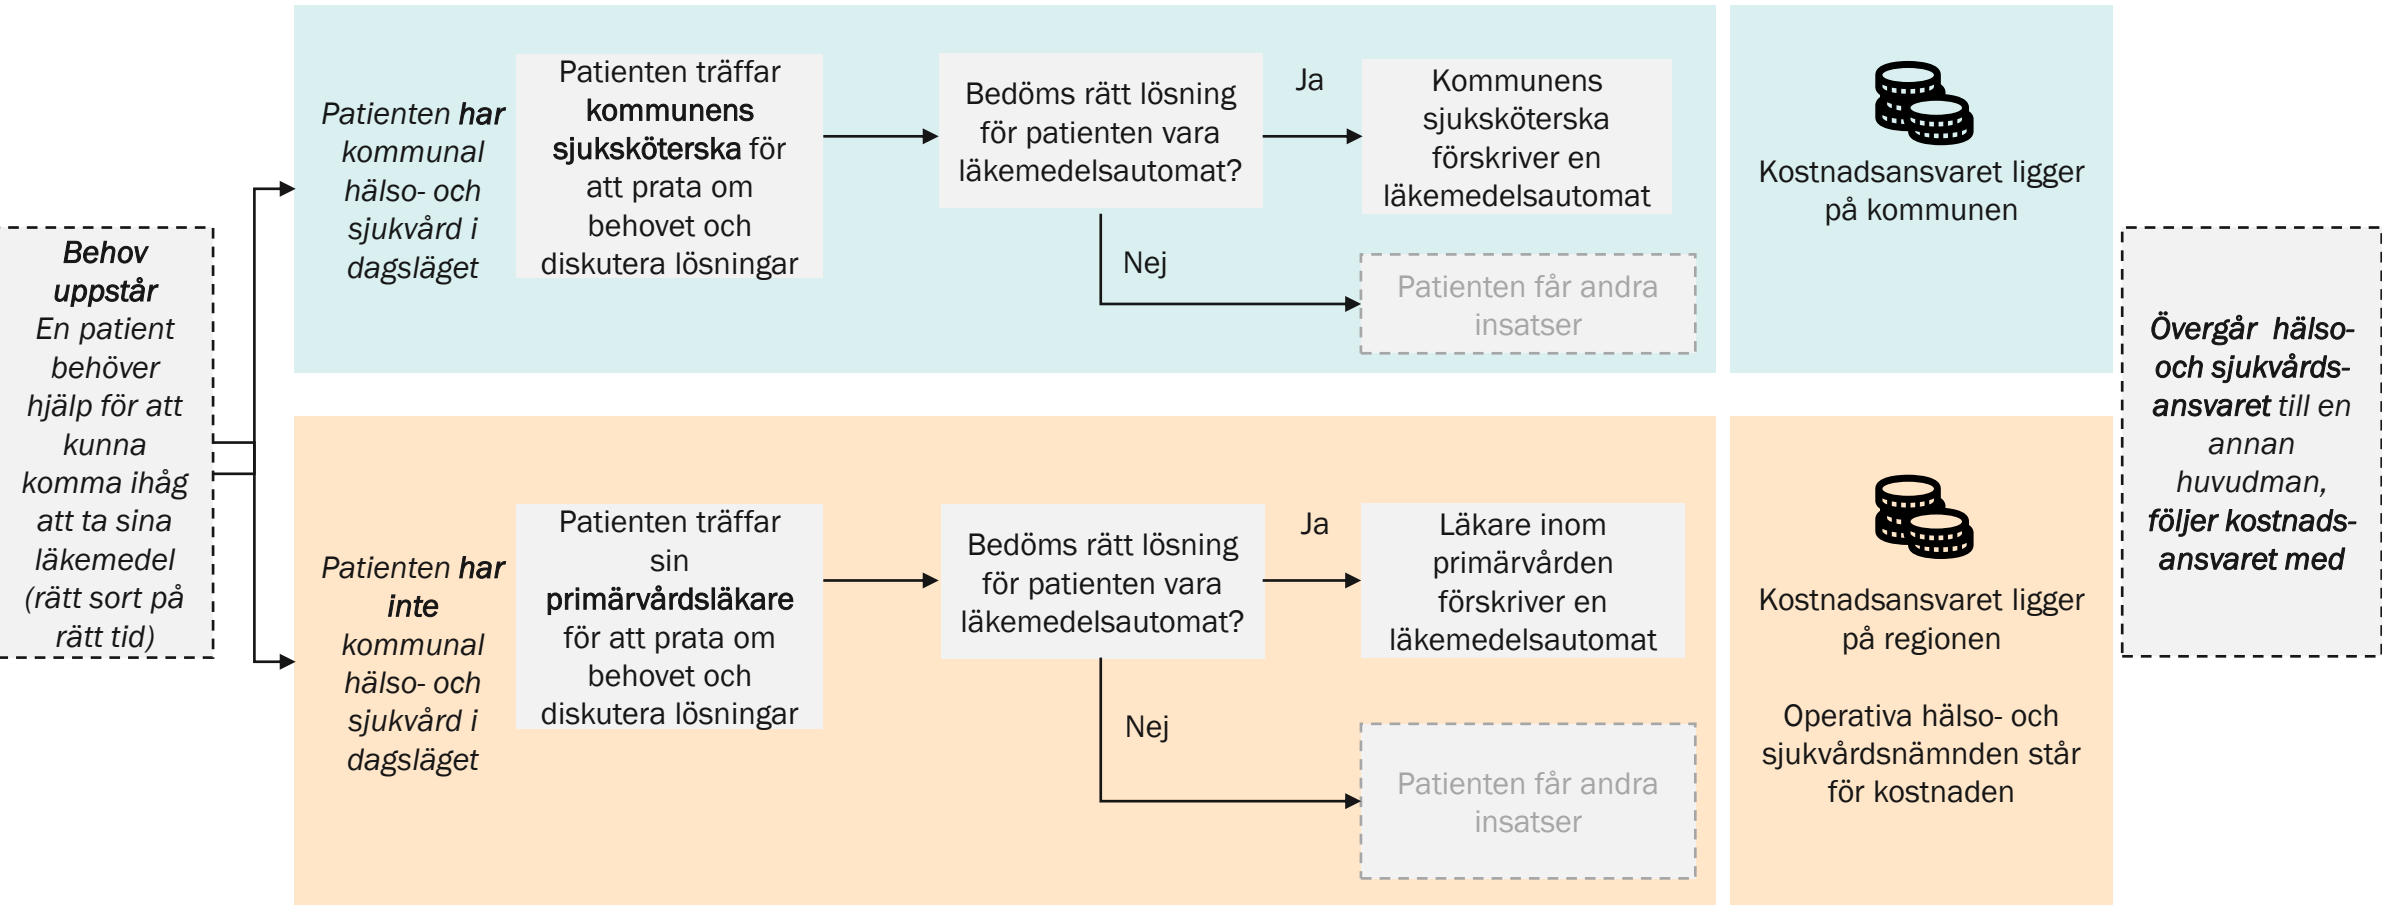 Behov
uppstår
En patient
behöver
hjälp för att
kunna
komma ihåg
att ta sina
läkemedel
(rätt sort på
rätt tid)
Patienten har
kommunal
hälso- och
sjukvård i
dagsläget
Patienten träffar
kommunens
sjuksköterska för
att prata om
behovet och
diskutera lösningar
Bedöms rätt lösning
för patienten vara
läkemedelsautomat?
Ja
Kommunens
sjuksköterska
förskriver en
läkemedelsautomat
Nej
Patienten får andra
insatser
Kostnadsansvaret ligger
på kommunen
Patienten har
inte
kommunal
hälso- och
sjukvård i
dagsläget
Patienten träffar
sin
primärvårdsläkare
för att prata om
behovet och
diskutera lösningar
Bedöms rätt lösning
för patienten vara
läkemedelsautomat?
Ja
Läkare inom
primärvården
förskriver en
läkemedelsautomat
Nej
Patienten får andra
insatser
Kostnadsansvaret ligger
på regionen
Operativa hälso- och
sjukvårdsnämnden står
för kostnaden
Övergår hälso-
och sjukvårds-
ansvaret till en
annan
huvudman,
följer kostnads-
ansvaret med